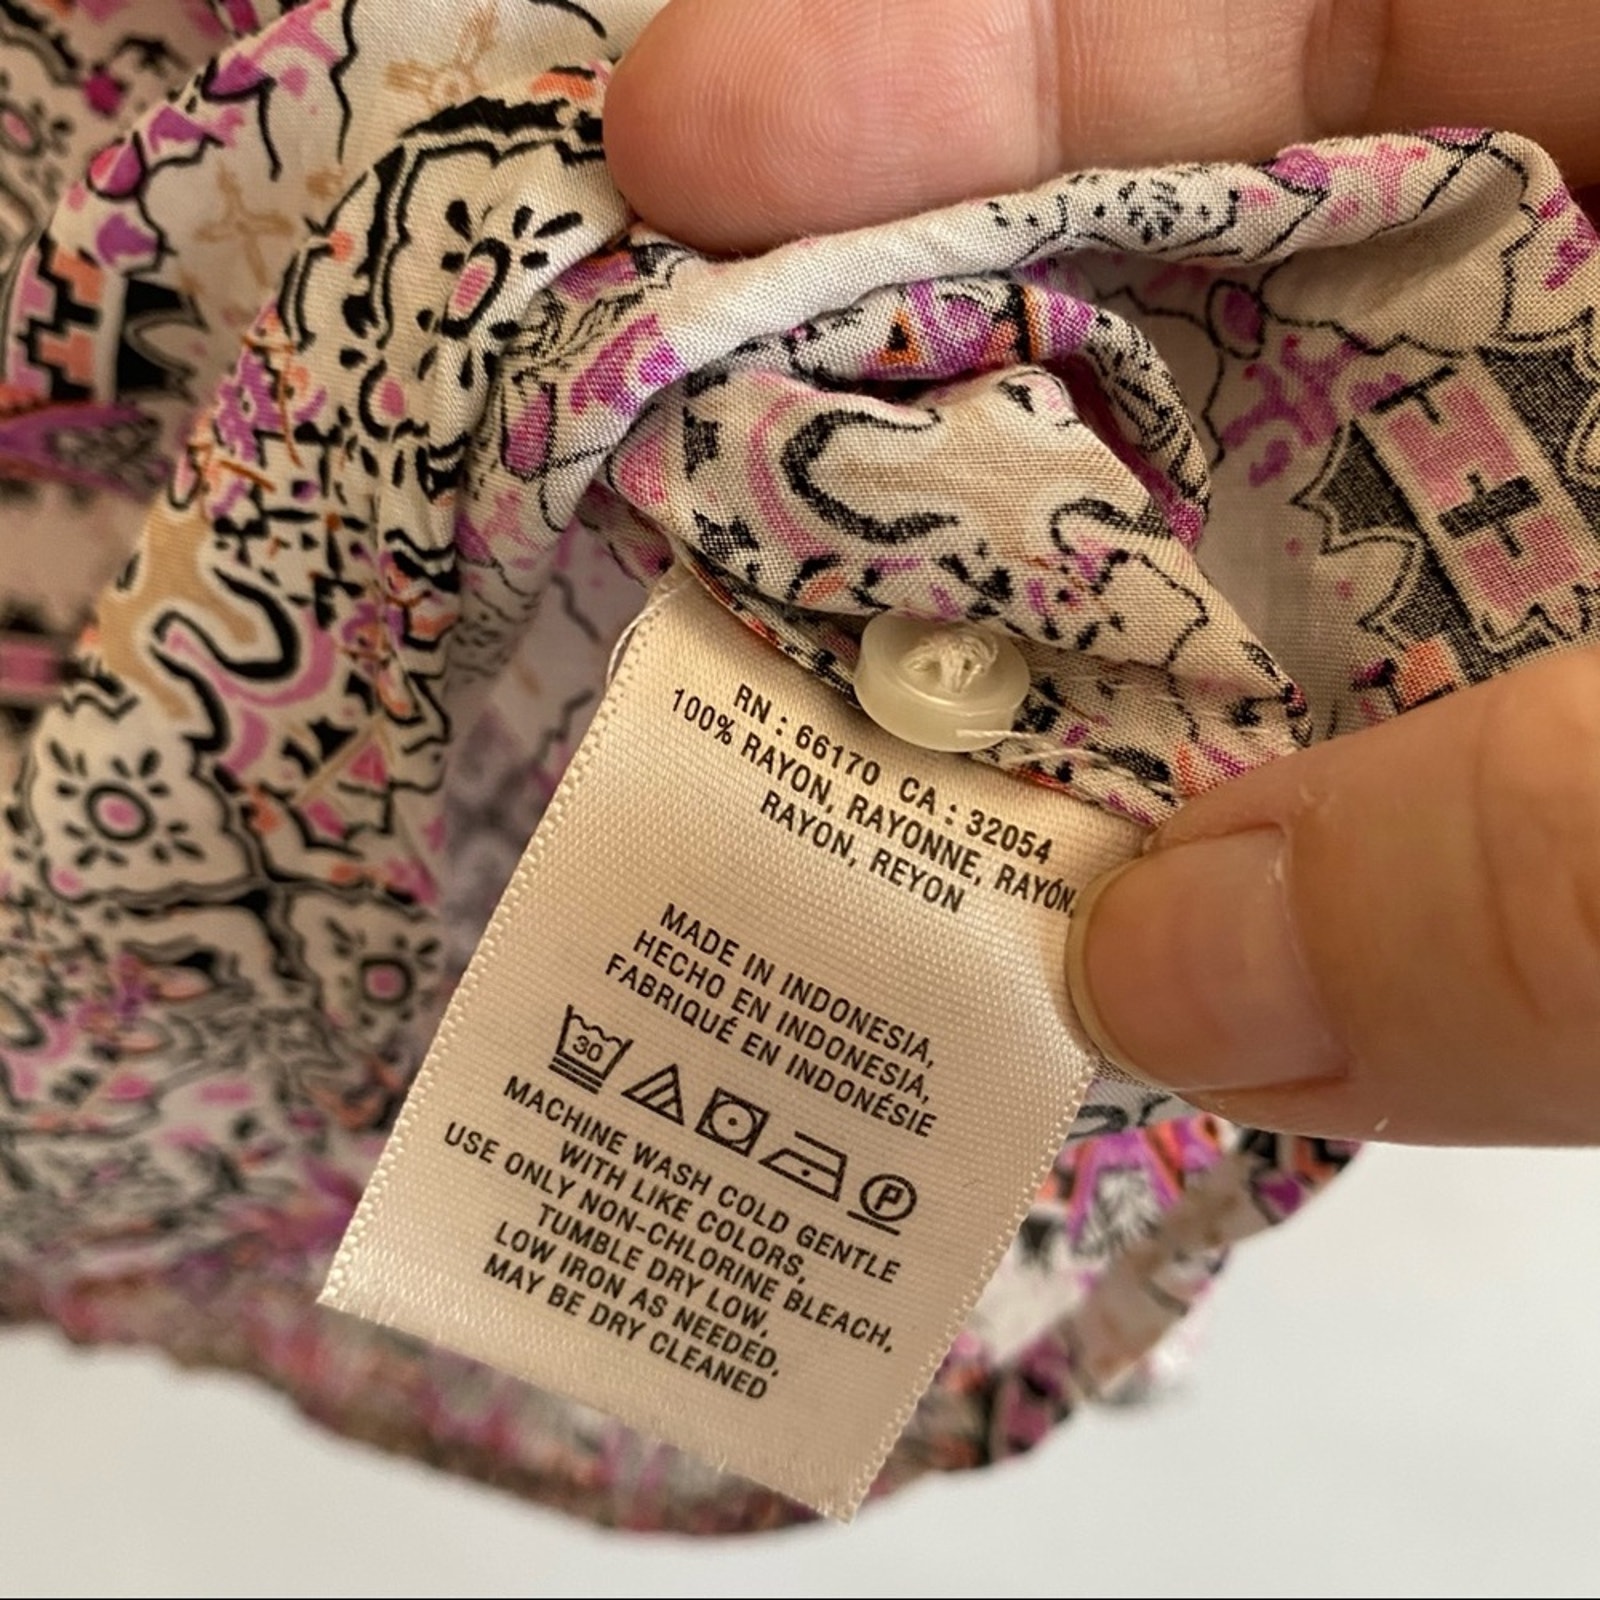 RN : 66170 CA : 32054
100% RAYON, RAYONNE, RAYÓN,
RAYON, REYON
MADE IN INDONESIA,
HECHO EN INDONESIA,
FABRIQUÉ EN INDONÉSIE
30 P
MACHINE WASH COLD GENTLE
WITH LIKE COLORS,
USE ONLY NON-CHLORINE BLEACH,
TUMBLE DRY LOW,
LOW IRON AS NEEDED,
MAY BE DRY CLEANED